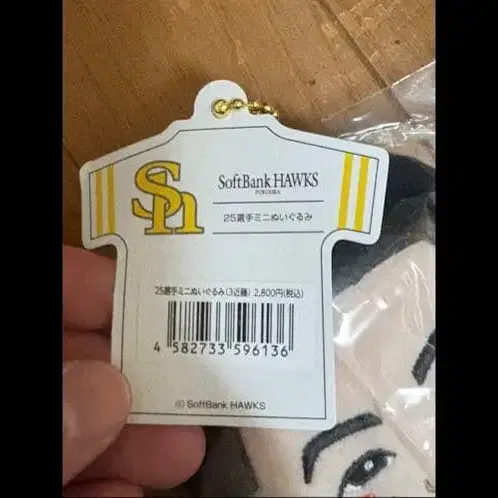 Sh
SoftBank HAWKS
FUKUOKA
25選手ミニぬいぐるみ
25選手ミニぬいぐるみ(3近藤) 2,800円(税込)
4 582733 596136
© SoftBank HAWKS